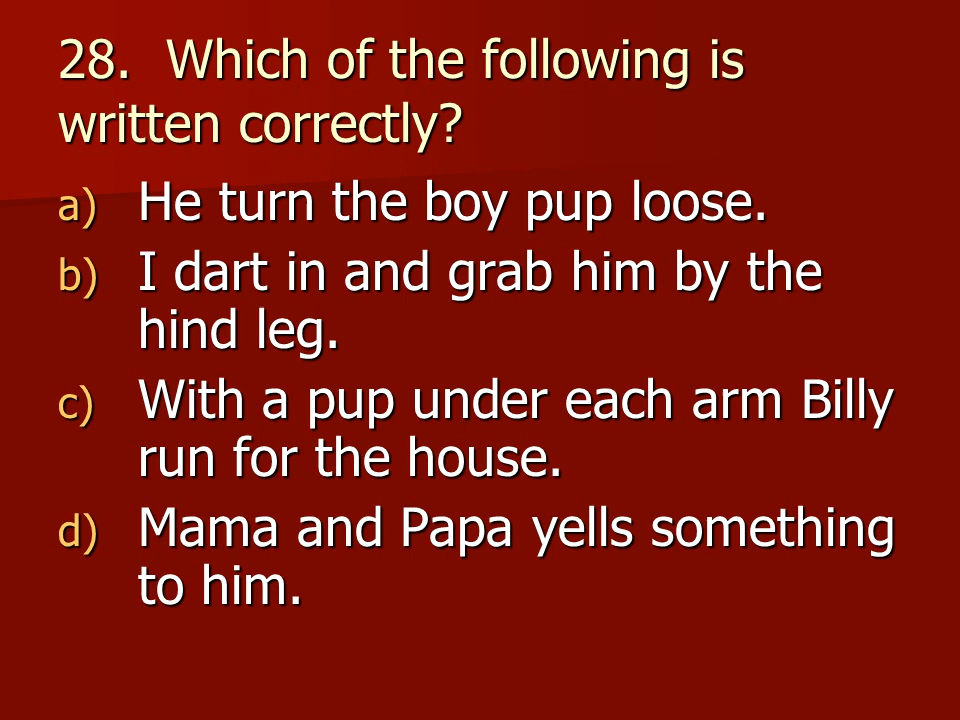 28.  Which of the following is
written correctly?
a) He turn the boy pup loose.
b) I dart in and grab him by the
hind leg.
c) With a pup under each arm Billy
run for the house.
d) Mama and Papa yells something
to him.